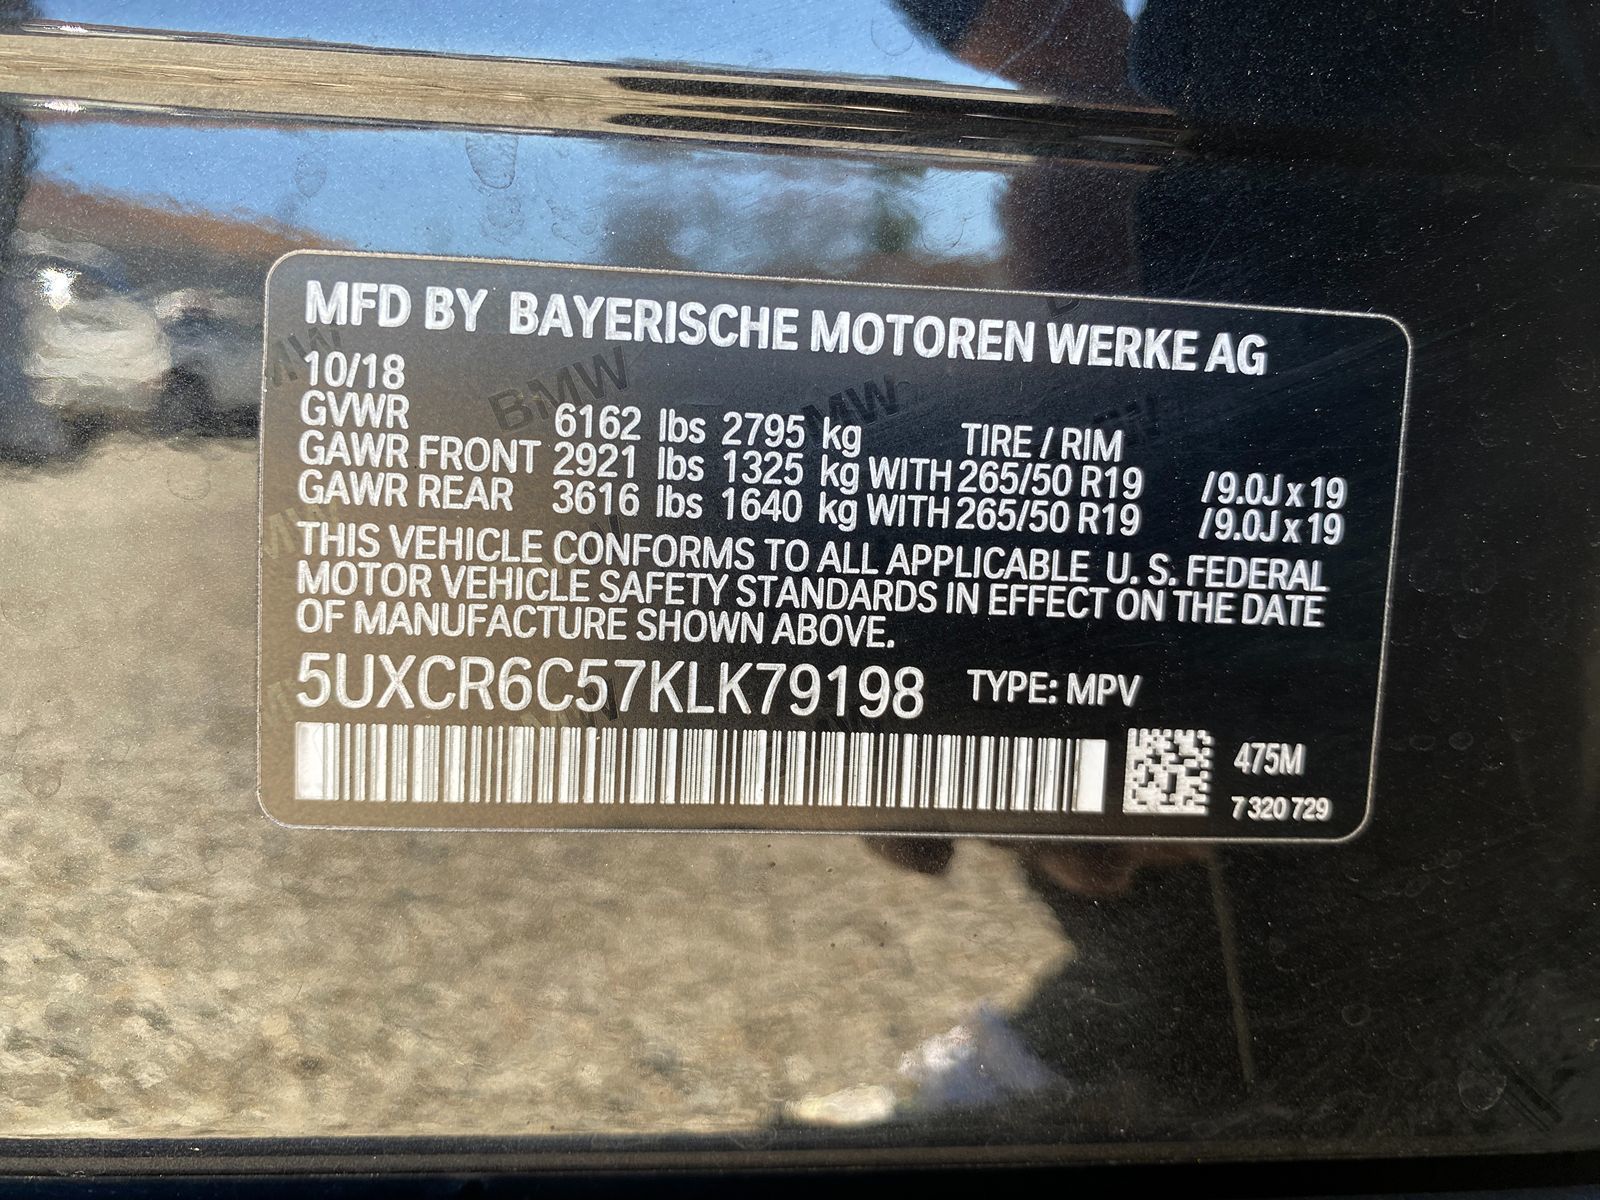 MFD BY BAYERISCHE MOTOREN WERKE AG
10/18
GVWR 6162 lbs 2795 kg TIRE / RIM
GAWR FRONT 2921 lbs 1325 kg WITH 265/50 R19 /9.0J x 19
GAWR REAR 3616 lbs 1640 kg WITH 265/50 R19 /9.0J x 19
THIS VEHICLE CONFORMS TO ALL APPLICABLE U. S. FEDERAL
MOTOR VEHICLE SAFETY STANDARDS IN EFFECT ON THE DATE
OF MANUFACTURE SHOWN ABOVE.
5UXCR6C57KLK79198 TYPE: MPV
475M
7 320 729